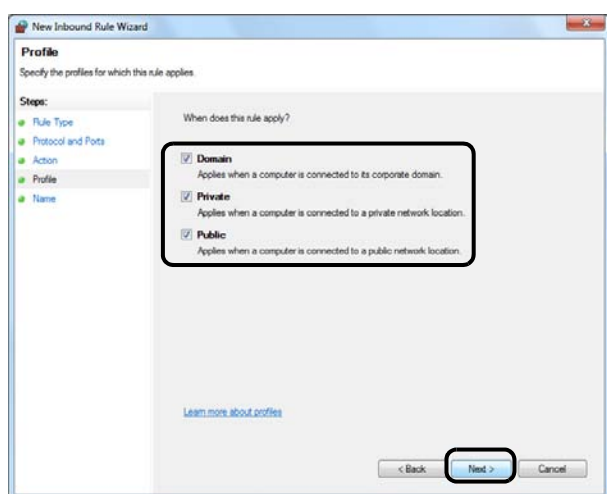 New Inbound Rule Wizard
Profile
Specify the profiles for which this rule applies.
Steps:
Rule Type
Protocol and Ports
Action
Profile
Name
When does this rule apply?
Domain
Applies when a computer is connected to its corporate domain.
Private
Applies when a computer is connected to a private network location.
Public
Applies when a computer is connected to a public network location.
Learn more about profiles
< Back
Next >
Cancel